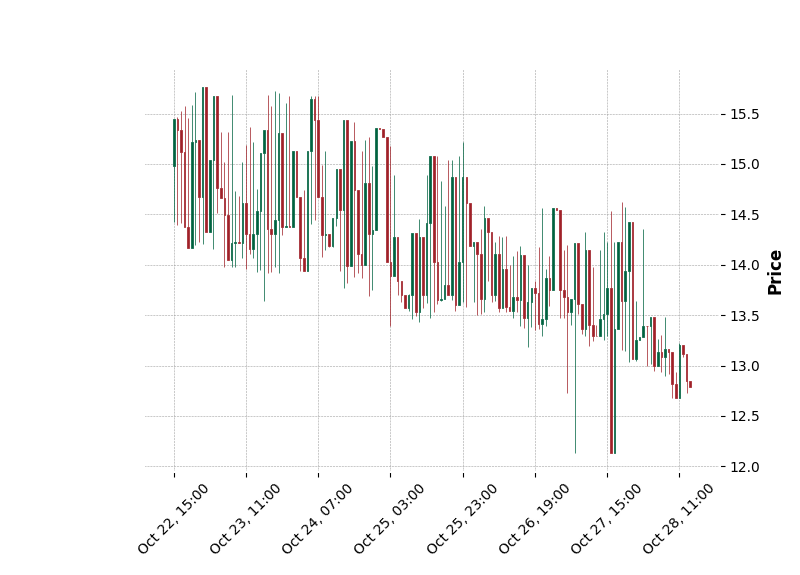 15.5
15.0
14.5
14.0
13.5
13.0
12.5
12.0
Price
Oct 22, 15:00
Oct 23, 11:00
Oct 24, 07:00
Oct 25, 03:00
Oct 25, 23:00
Oct 26, 19:00
Oct 27, 15:00
Oct 28, 11:00